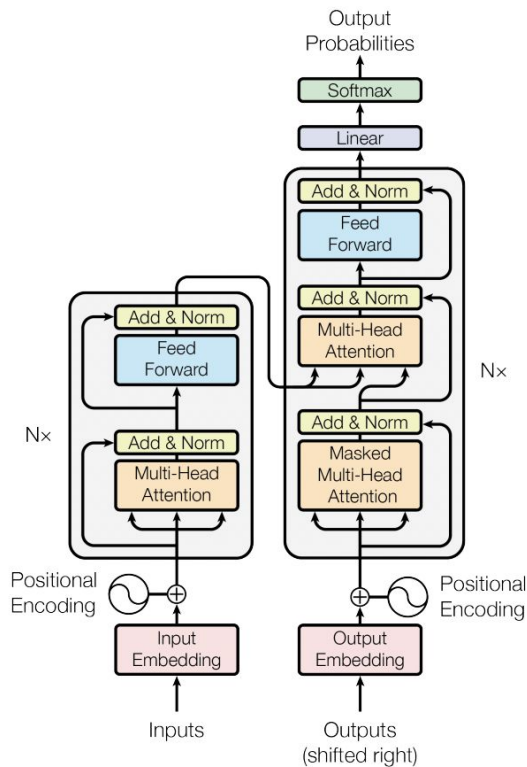 Output
Probabilities
Softmax
Linear
Add & Norm
Feed
Forward
Add & Norm
Multi-Head
Attention
Add & Norm
Masked
Multi-Head
Attention
N×
Add & Norm
Feed
Forward
Add & Norm
Multi-Head
Attention
N×
Positional
Encoding
Positional
Encoding
Input
Embedding
Output
Embedding
Inputs
Outputs
(shifted right)